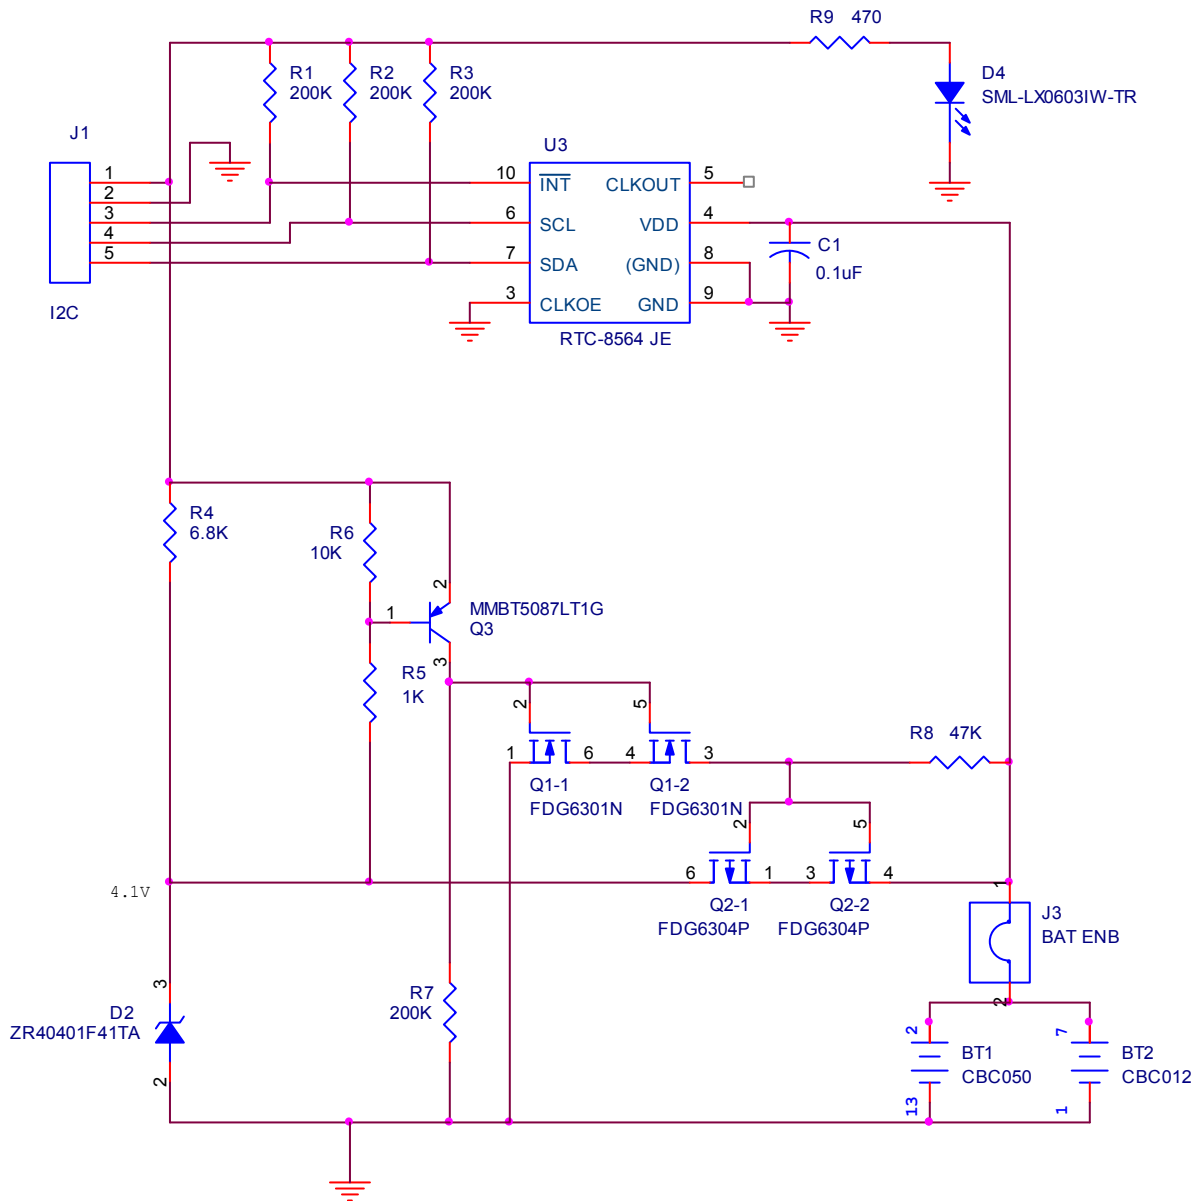 R9 470
D4
SML-LX0603IW-TR
R1
200K
R2
200K
R3
200K
J1
1
2
3
4
5
I2C
U3
10
INT
6
SCL
7
SDA
3
CLKOE
CLKOUT
5
VDD
4
(GND)
8
GND
9
RTC-8564 JE
C1
0.1uF
R4
6.8K
R6
10K
2
1
MMBT5087LT1G
Q3
3
R5
1K
2
5
1
6
4
3
Q1-1
FDG6301N
Q1-2
FDG6301N
R8 47K
2
5
6
1
3
4
Q2-1
FDG6304P
Q2-2
FDG6304P
4.1V
1
J3
BAT ENB
2
3
D2
ZR40401F41TA
2
R7
200K
2
BT1
CBC050
13
7
BT2
CBC012
1